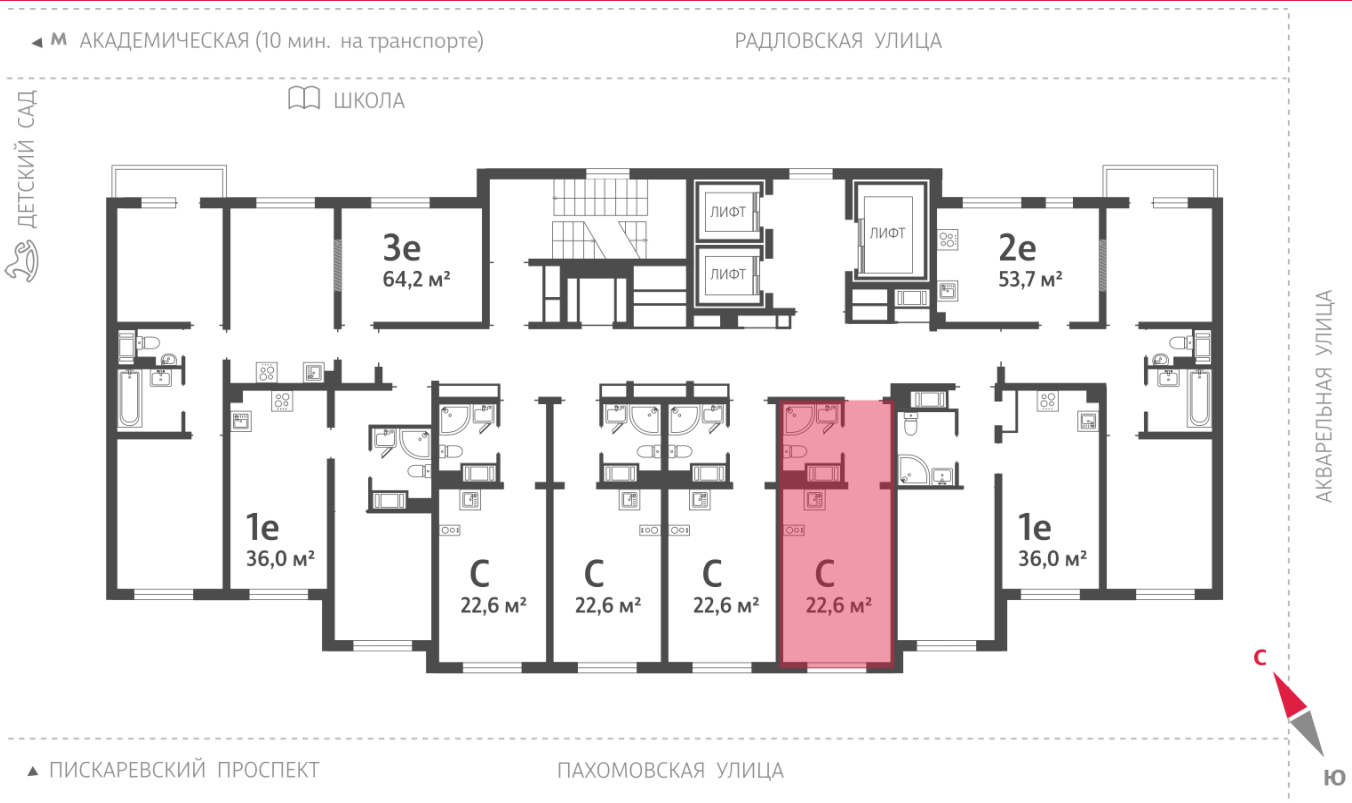 М АКАДЕМИЧЕСКАЯ (10 мин. на транспорте)
РАДЛОВСКАЯ УЛИЦА
ШКОЛА
ДЕТСКИЙ САД
ЛИФТ
ЛИФТ
ЛИФТ
3е
64,2 м²
2е
53,7 м²
АКВАРЕЛЬНАЯ УЛИЦА
1е
36,0 м²
1е
36,0 м²
С
22,6 м²
С
22,6 м²
С
22,6 м²
С
22,6 м²
С
Ю
ПИСКАРЕВСКИЙ ПРОСПЕКТ
ПАХОМОВСКАЯ УЛИЦА